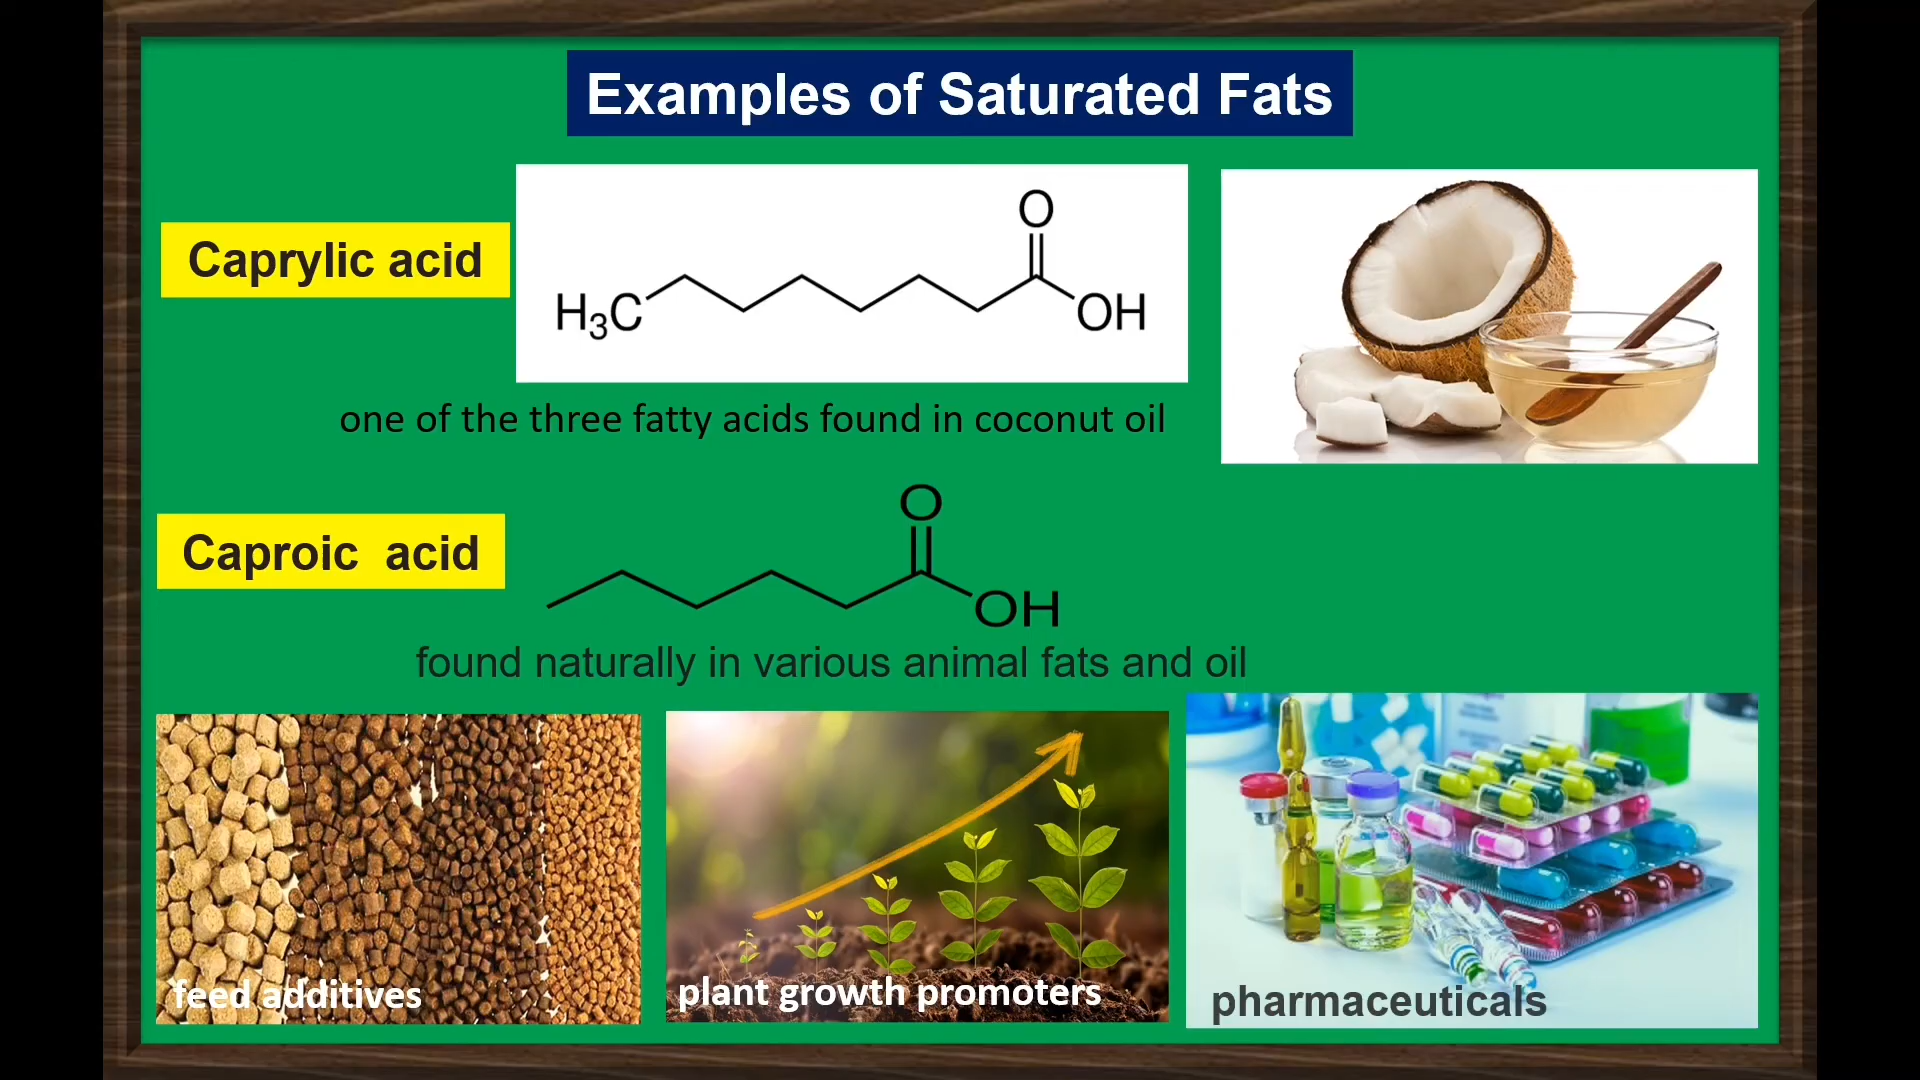 Examples of Saturated Fats
Caprylic acid
O
H3C
OH
one of the three fatty acids found in coconut oil
O
Caproic acid
OH
found naturally in various animal fats and oil
feed additives
plant growth promoters
pharmaceuticals